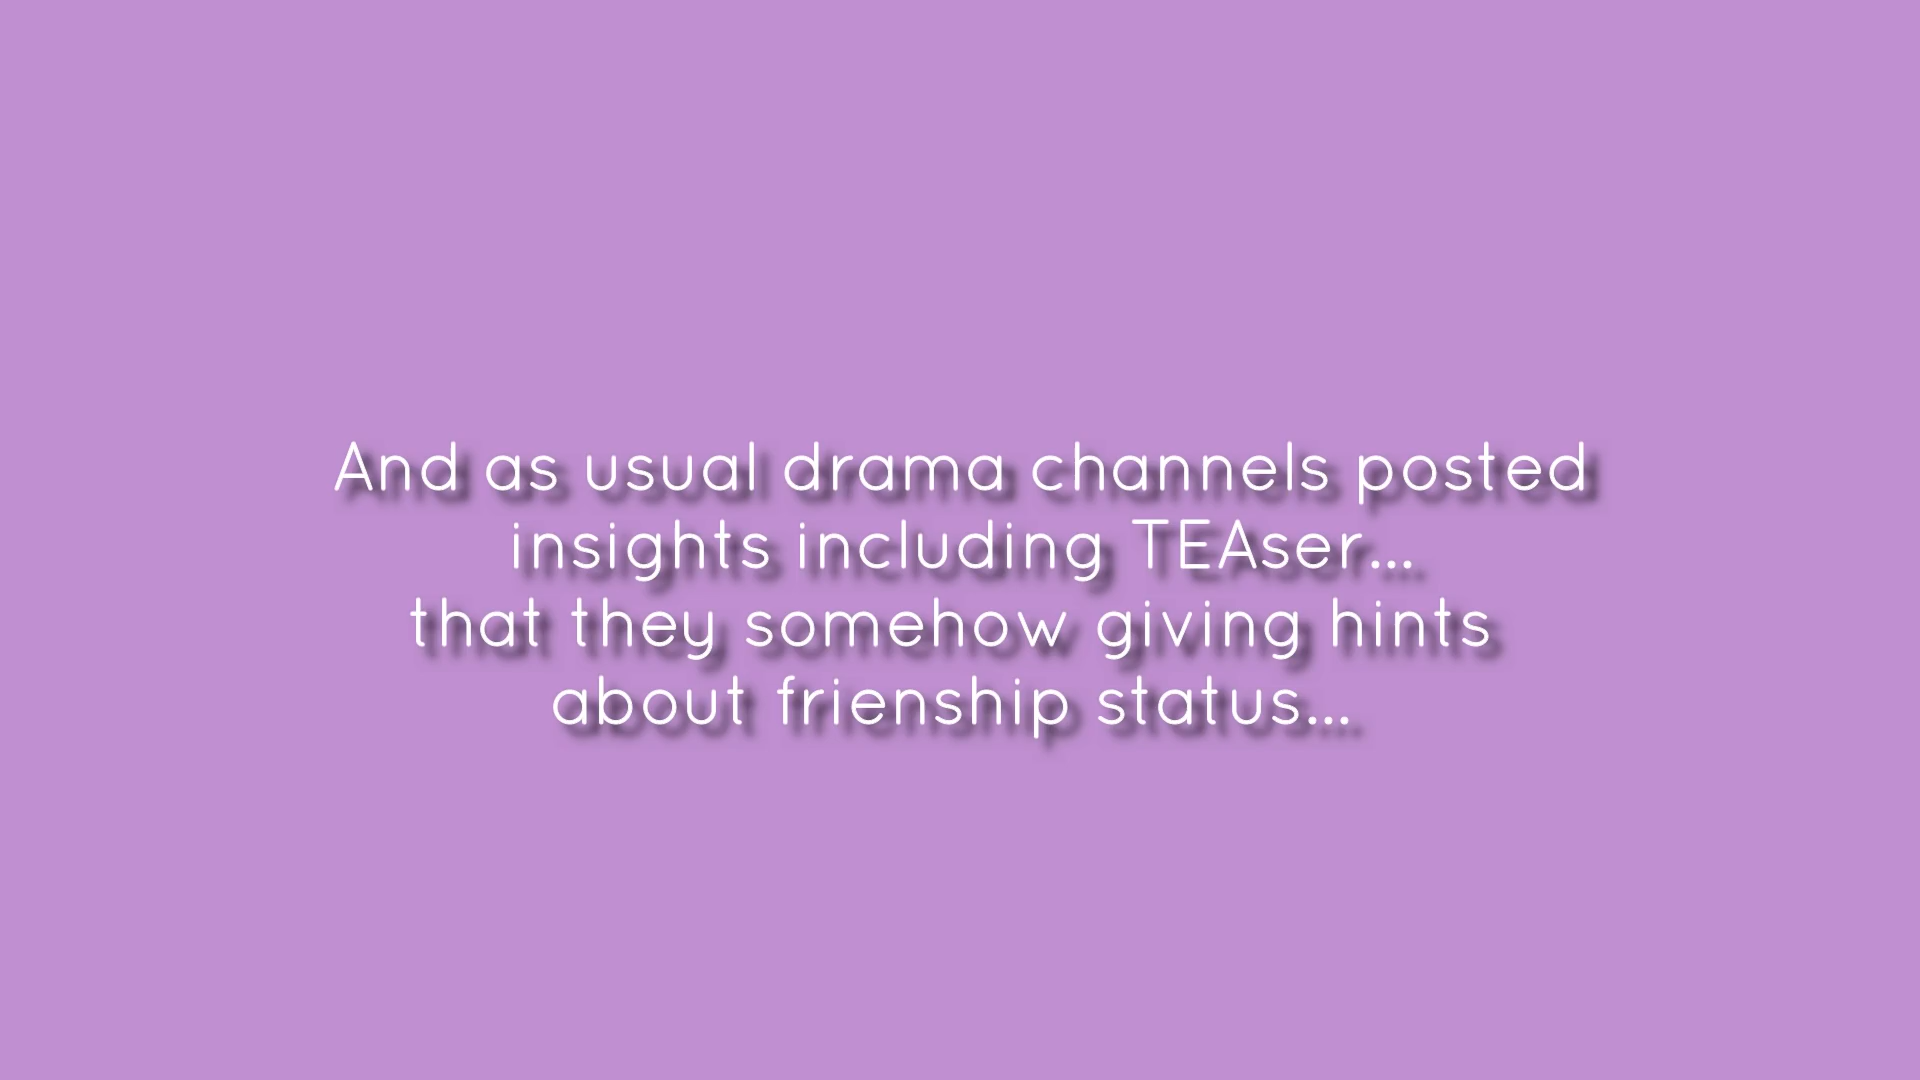 And as usual drama channels posted
insights including TEAser...
that they somehow giving hints
about frienship status...